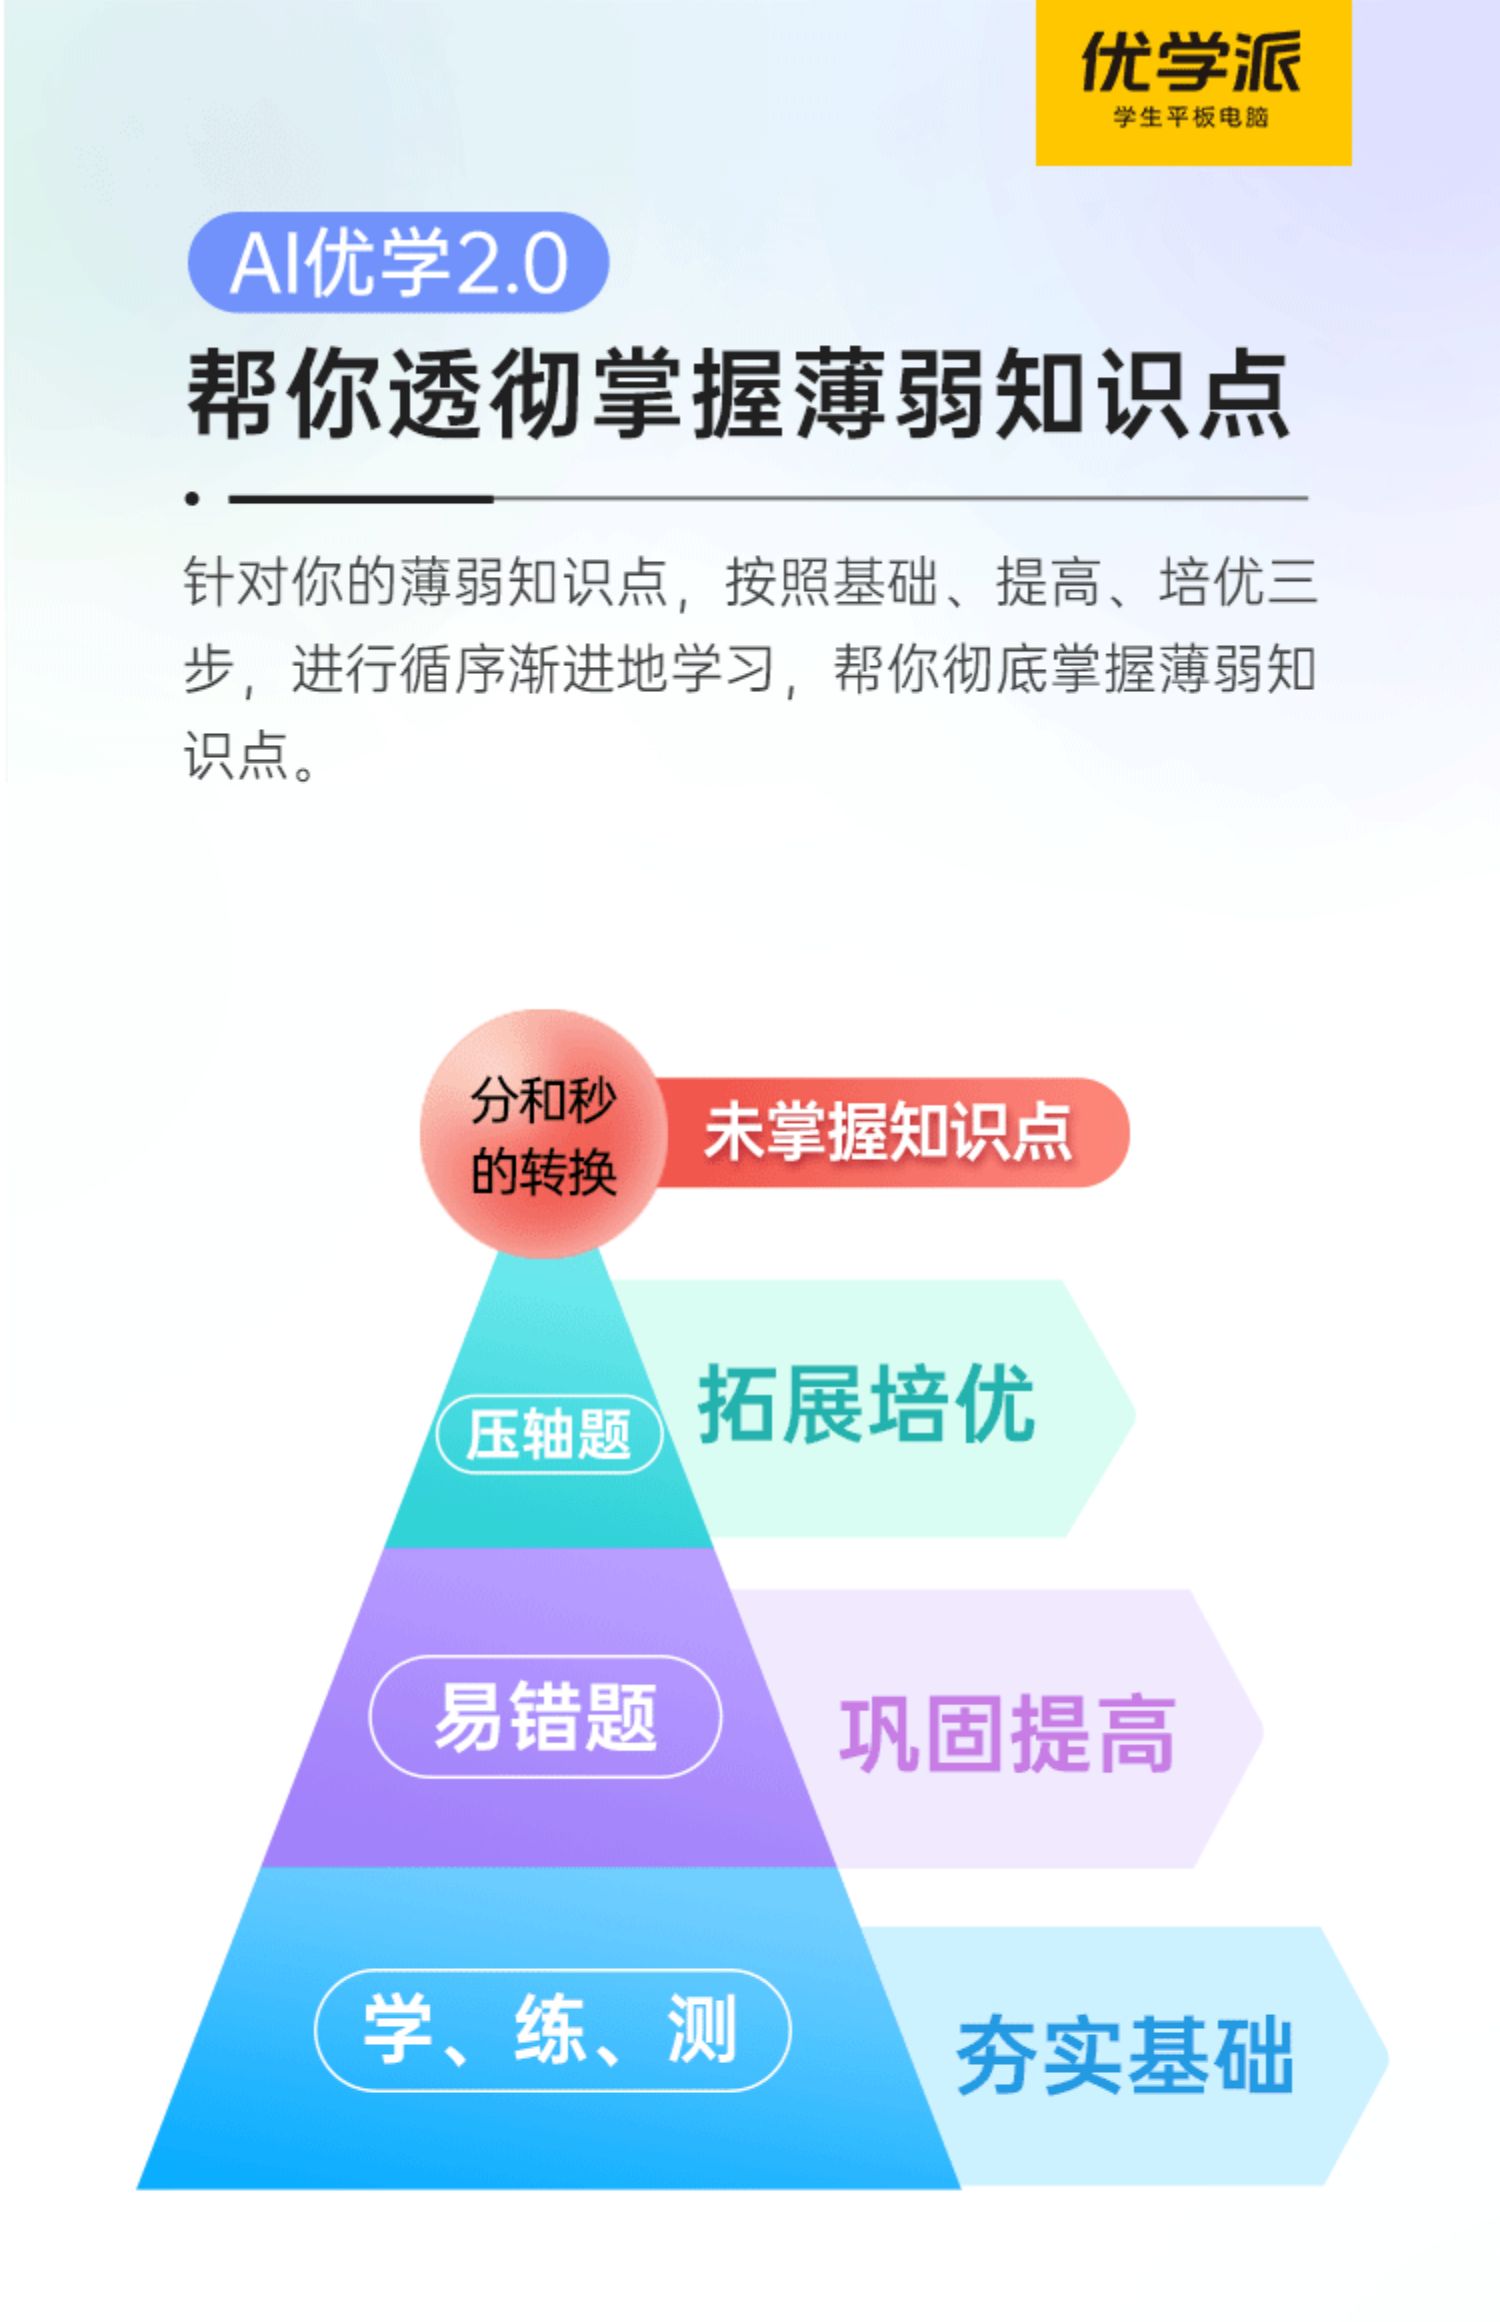 优学派
学生平板电脑
AI优学2.0
帮你透彻掌握薄弱知识点
针对你的薄弱知识点，按照基础、提高、培优三
步，进行循序渐进地学习，帮你彻底掌握薄弱知
识点。
分和秒
的转换
未掌握知识点
压轴题
拓展培优
易错题
巩固提高
学、练、测
夯实基础